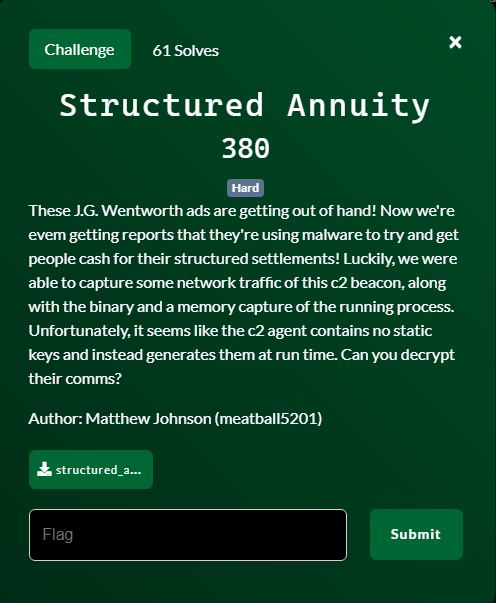 Challenge
61 Solves
×
Structured Annuity
380
Hard
These J.G. Wentworth ads are getting out of hand! Now we're
evem getting reports that they're using malware to try and get
people cash for their structured settlements! Luckily, we were
able to capture some network traffic of this c2 beacon, along
with the binary and a memory capture of the running process.
Unfortunately, it seems like the c2 agent contains no static
keys and instead generates them at run time. Can you decrypt
their comms?
Author: Matthew Johnson (meatball5201)
structured_a...
Flag
Submit